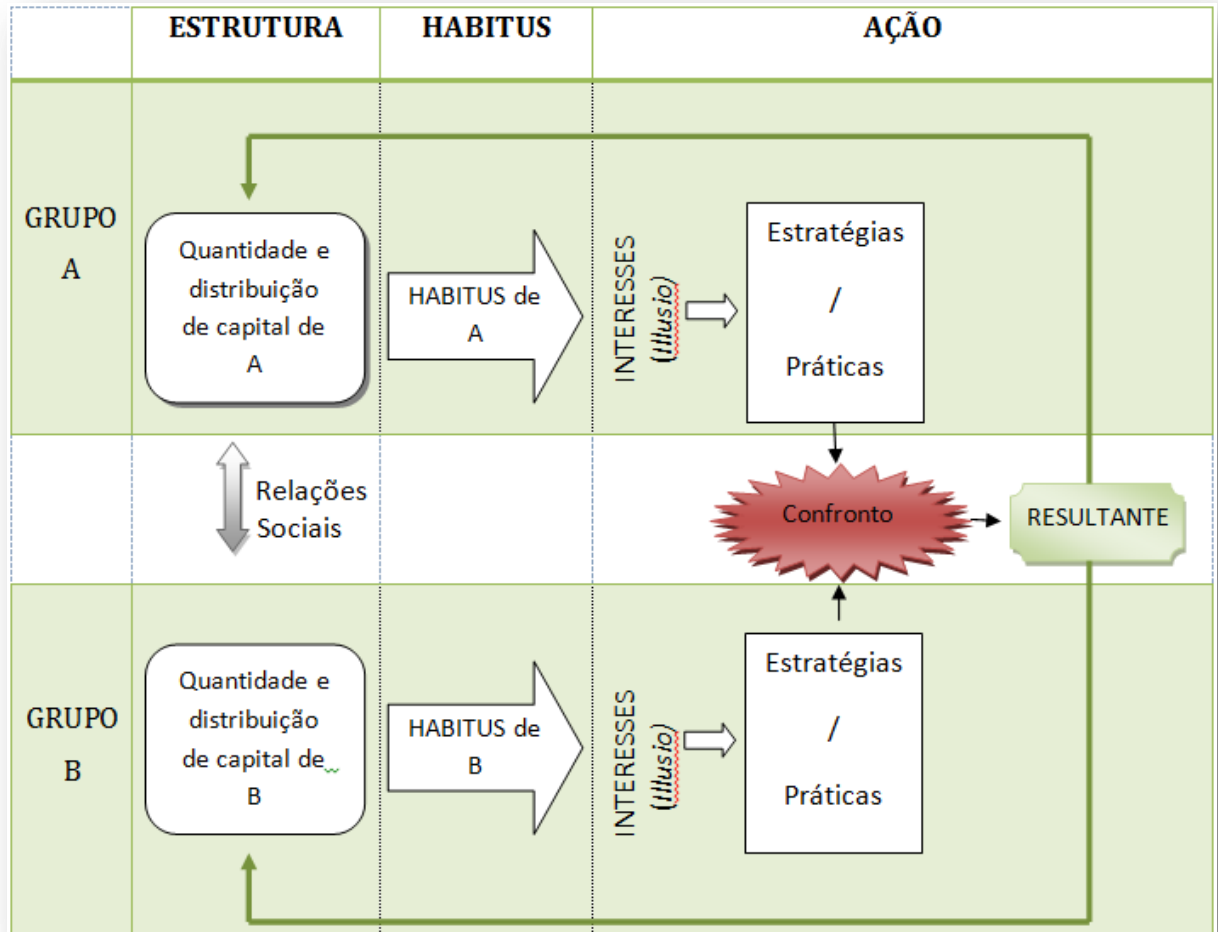 ESTRUTURA
HABITUS
AÇÃO
GRUPO
A
Quantidade e
distribuição
de capital de
A
HABITUS de
A
INTERESSES
(Illusio)
Estratégias
/
Práticas
Relações
Sociais
Confronto
RESULTANTE
GRUPO
B
Quantidade e
distribuição
de capital de
B
HABITUS de
B
INTERESSES
(Illusio)
Estratégias
/
Práticas